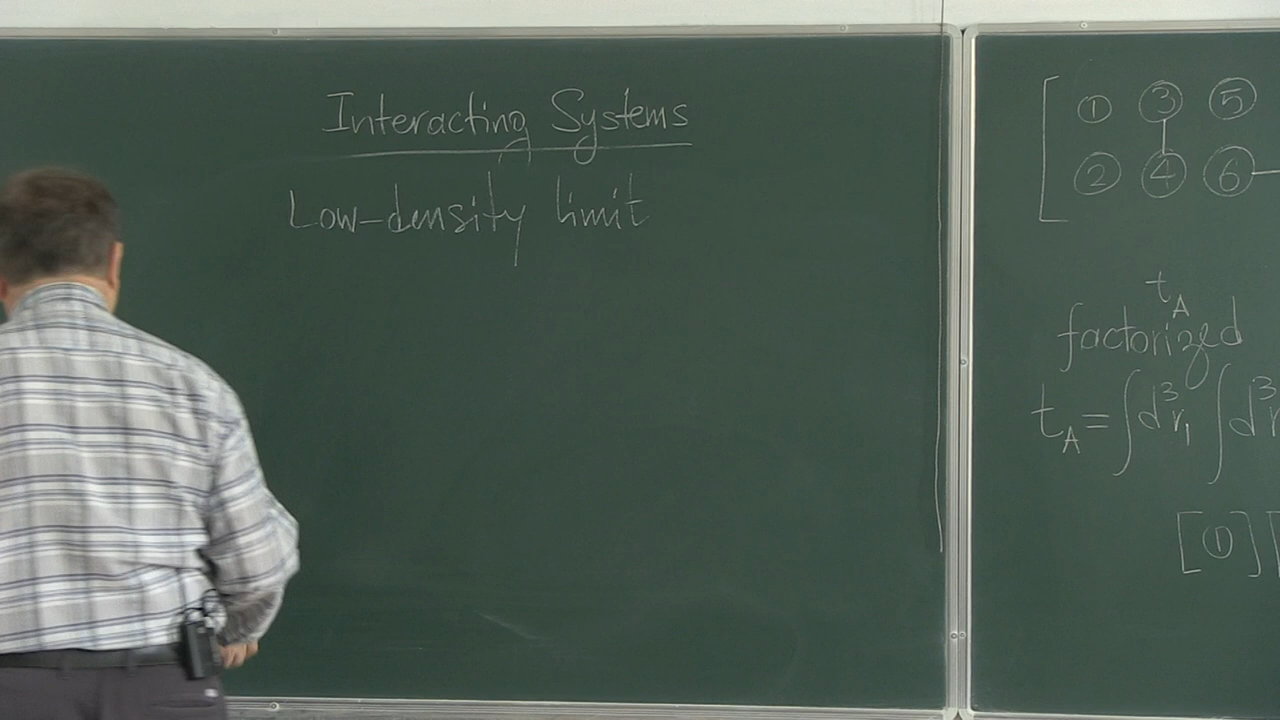 Interacting Systems
Low-density limit
[ ① ③ ⑤
② ④ ⑥
t_A
factorized
t_A = ∫d³r₁ ∫d³r
[①] [